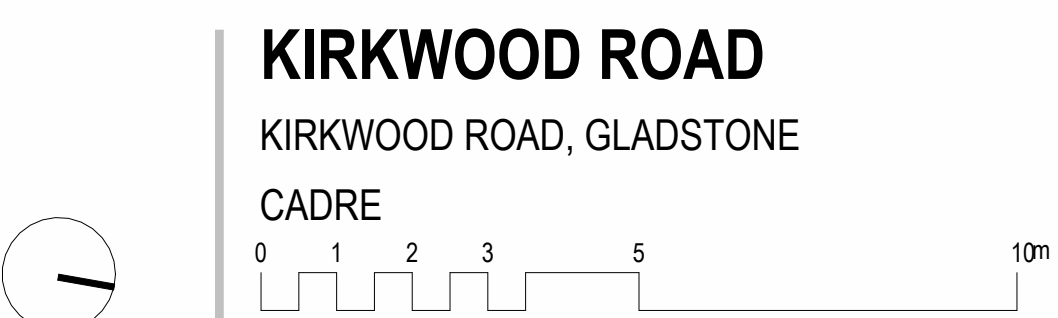 KIRKWOOD ROAD
KIRKWOOD ROAD, GLADSTONE
CADRE
0 1 2 3 5 10m